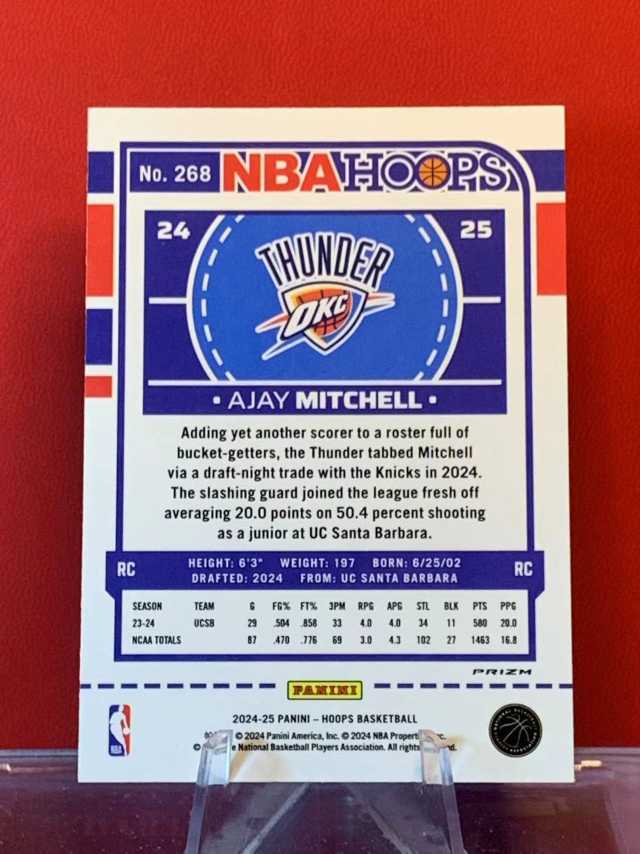 No. 268 NBA HOOPS
24 25
THUNDER
OKC
• AJAY MITCHELL •
Adding yet another scorer to a roster full of
bucket-getters, the Thunder tabbed Mitchell
via a draft-night trade with the Knicks in 2024.
The slashing guard joined the league fresh off
averaging 20.0 points on 50.4 percent shooting
as a junior at UC Santa Barbara.
RC HEIGHT: 6'3" WEIGHT: 197 BORN: 6/25/02 RC
DRAFTED: 2024 FROM: UC SANTA BARBARA
SEASON TEAM G FG% FT% 3PM RPG APG STL BLK PTS PPG
23-24 UCSB 29 .504 .858 33 4.0 4.0 34 11 580 20.0
NCAA TOTALS 87 .470 .776 69 3.0 4.3 102 27 1463 16.8
PRIZM
PANINI
2024-25 PANINI – HOOPS BASKETBALL
© 2024 Panini America, Inc. © 2024 NBA Propert
National Basketball Players Association. All rights
NBA